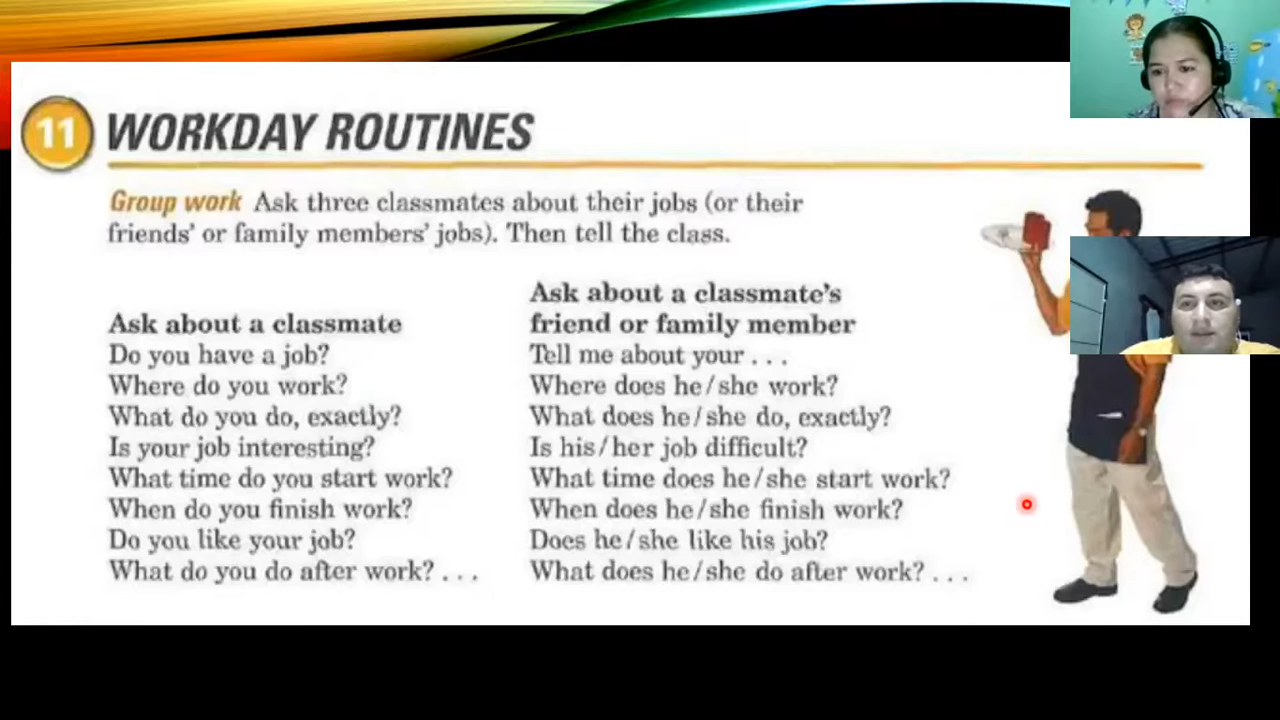 11 WORKDAY ROUTINES
Group work Ask three classmates about their jobs (or their
friends' or family members' jobs). Then tell the class.
Ask about a classmate
Do you have a job?
Where do you work?
What do you do, exactly?
Is your job interesting?
What time do you start work?
When do you finish work?
Do you like your job?
What do you do after work? . . .
Ask about a classmate's
friend or family member
Tell me about your . . .
Where does he/she work?
What does he/she do, exactly?
Is his/her job difficult?
What time does he/she start work?
When does he/she finish work?
Does he/she like his job?
What does he/she do after work? . . .